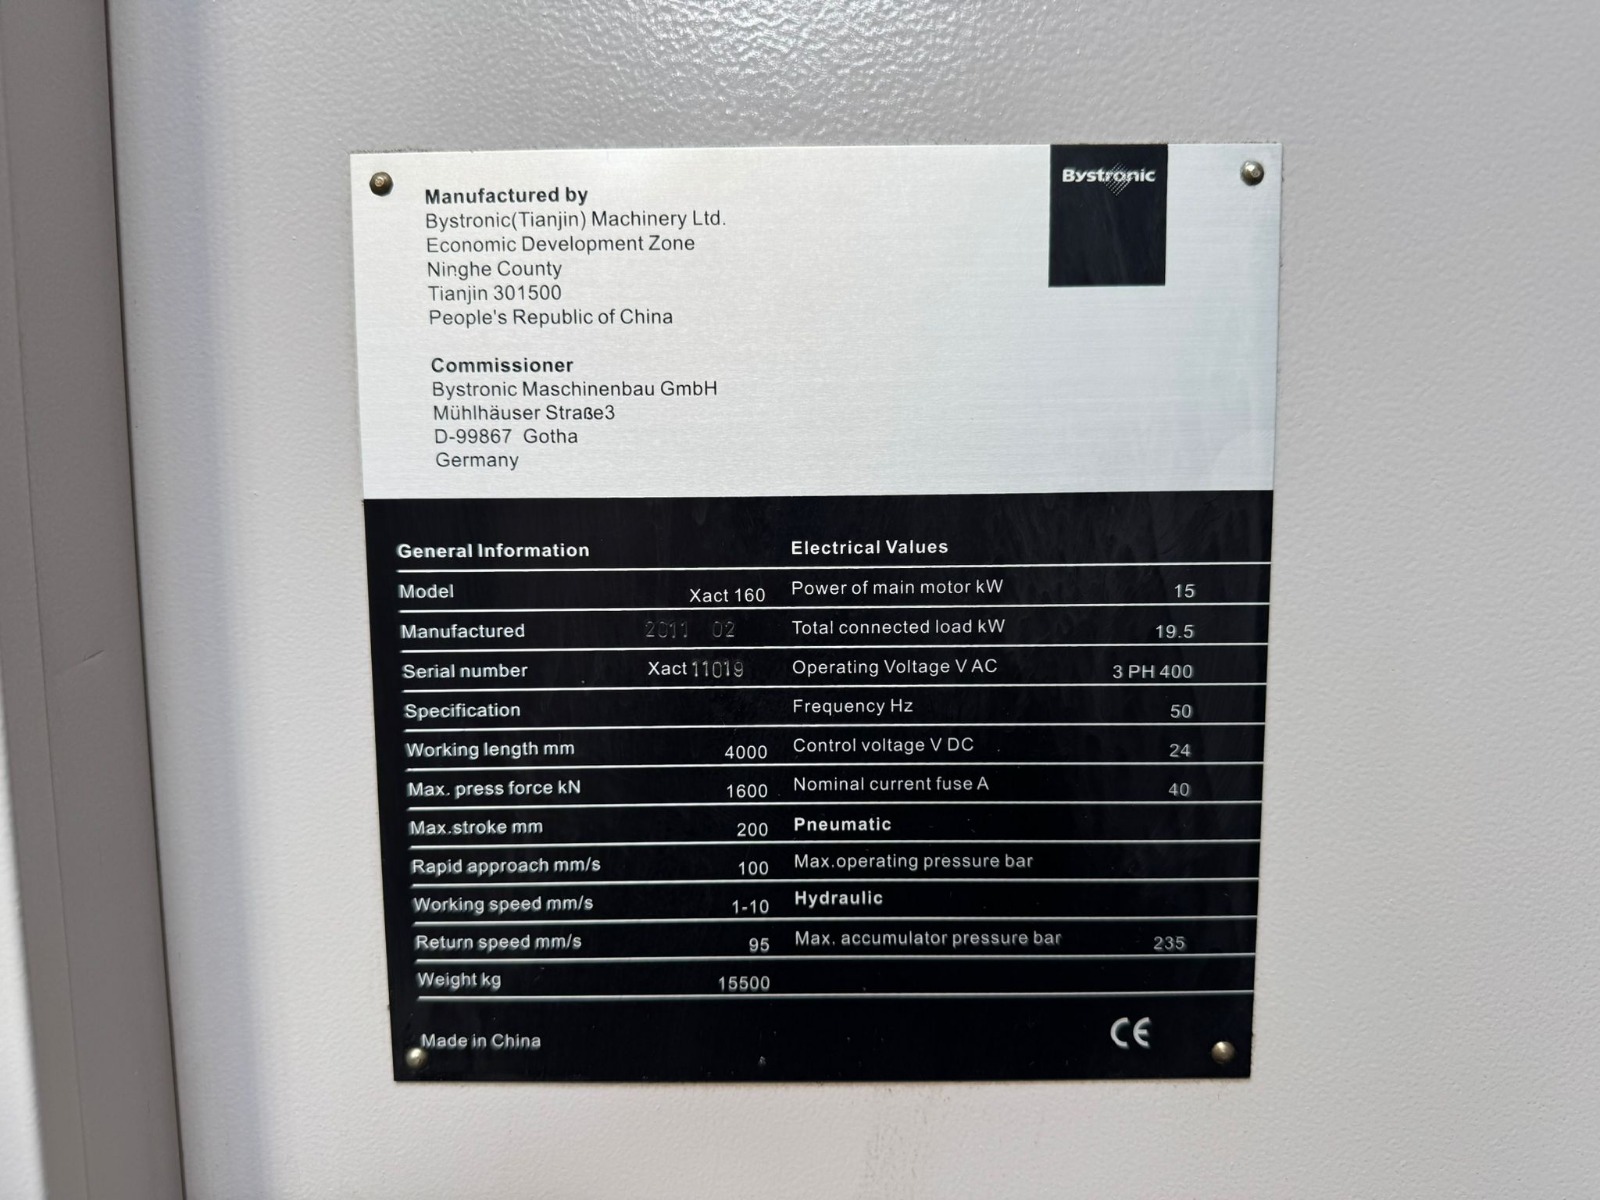 Bystronic
Manufactured by
Bystronic(Tianjin) Machinery Ltd.
Economic Development Zone
Ninghe County
Tianjin 301500
People's Republic of China
Commissioner
Bystronic Maschinenbau GmbH
Mühlhäuser Straße3
D-99867 Gotha
Germany
General Information
Model Xact 160
Manufactured 2011 02
Serial number Xact 11019
Specification
Working length mm 4000
Max. press force kN 1600
Max.stroke mm 200
Rapid approach mm/s 100
Working speed mm/s 1-10
Return speed mm/s 95
Weight kg 15500
Electrical Values
Power of main motor kW 15
Total connected load kW 19.5
Operating Voltage V AC 3 PH 400
Frequency Hz 50
Control voltage V DC 24
Nominal current fuse A 40
Pneumatic
Max.operating pressure bar
Hydraulic
Max. accumulator pressure bar 235
Made in China
CE